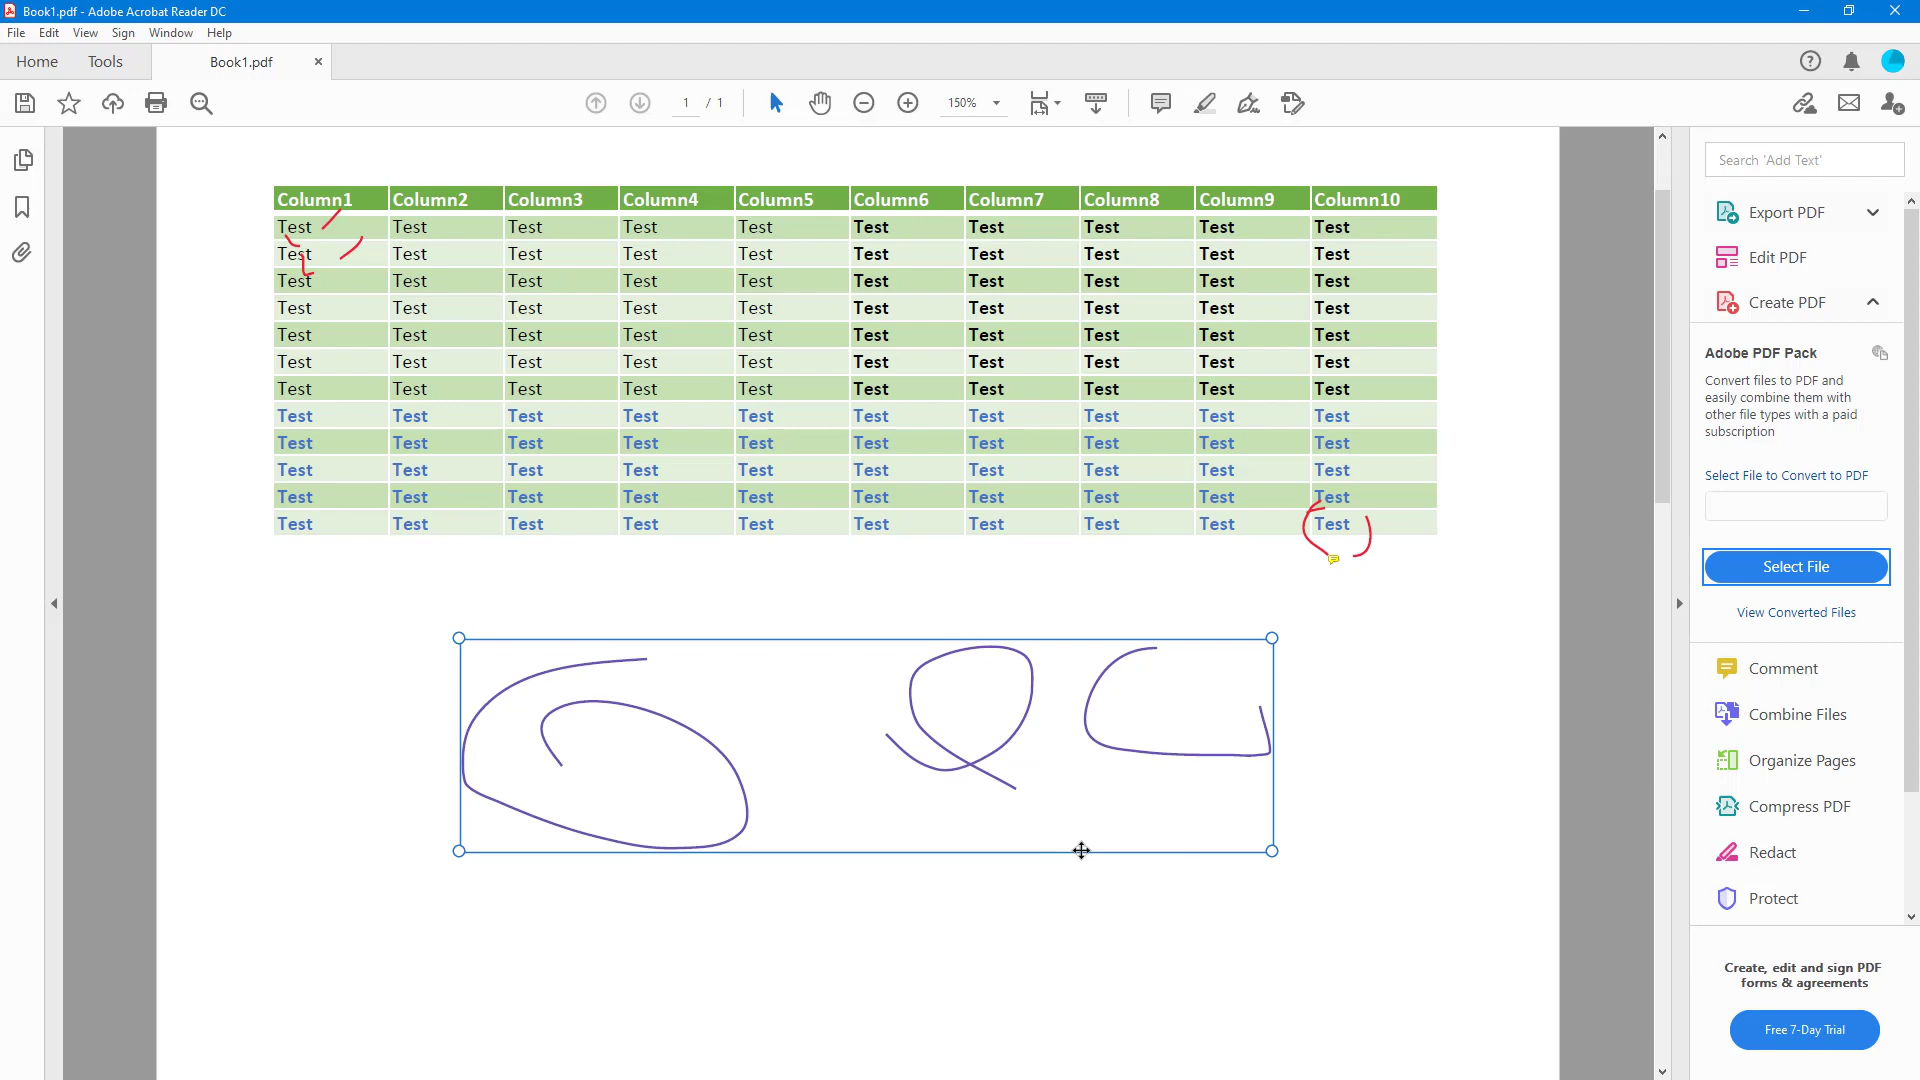 Book1.pdf - Adobe Acrobat Reader DC
File Edit View Sign Window Help
Home Tools Book1.pdf
1 / 1 150%
Search 'Add Text'
Column1 Column2 Column3 Column4 Column5 Column6 Column7 Column8 Column9 Column10
Test Test Test Test Test Test Test Test Test Test
Test Test Test Test Test Test Test Test Test Test
Test Test Test Test Test Test Test Test Test Test
Test Test Test Test Test Test Test Test Test Test
Test Test Test Test Test Test Test Test Test Test
Test Test Test Test Test Test Test Test Test Test
Test Test Test Test Test Test Test Test Test Test
Test Test Test Test Test Test Test Test Test Test
Test Test Test Test Test Test Test Test Test Test
Test Test Test Test Test Test Test Test Test Test
Test Test Test Test Test Test Test Test Test Test
Test Test Test Test Test Test Test Test Test Test
Export PDF
Edit PDF
Create PDF
Adobe PDF Pack
Convert files to PDF and
easily combine them with
other file types with a paid
subscription
Select File to Convert to PDF
Select File
View Converted Files
Comment
Combine Files
Organize Pages
Compress PDF
Redact
Protect
Create, edit and sign PDF
forms & agreements
Free 7-Day Trial